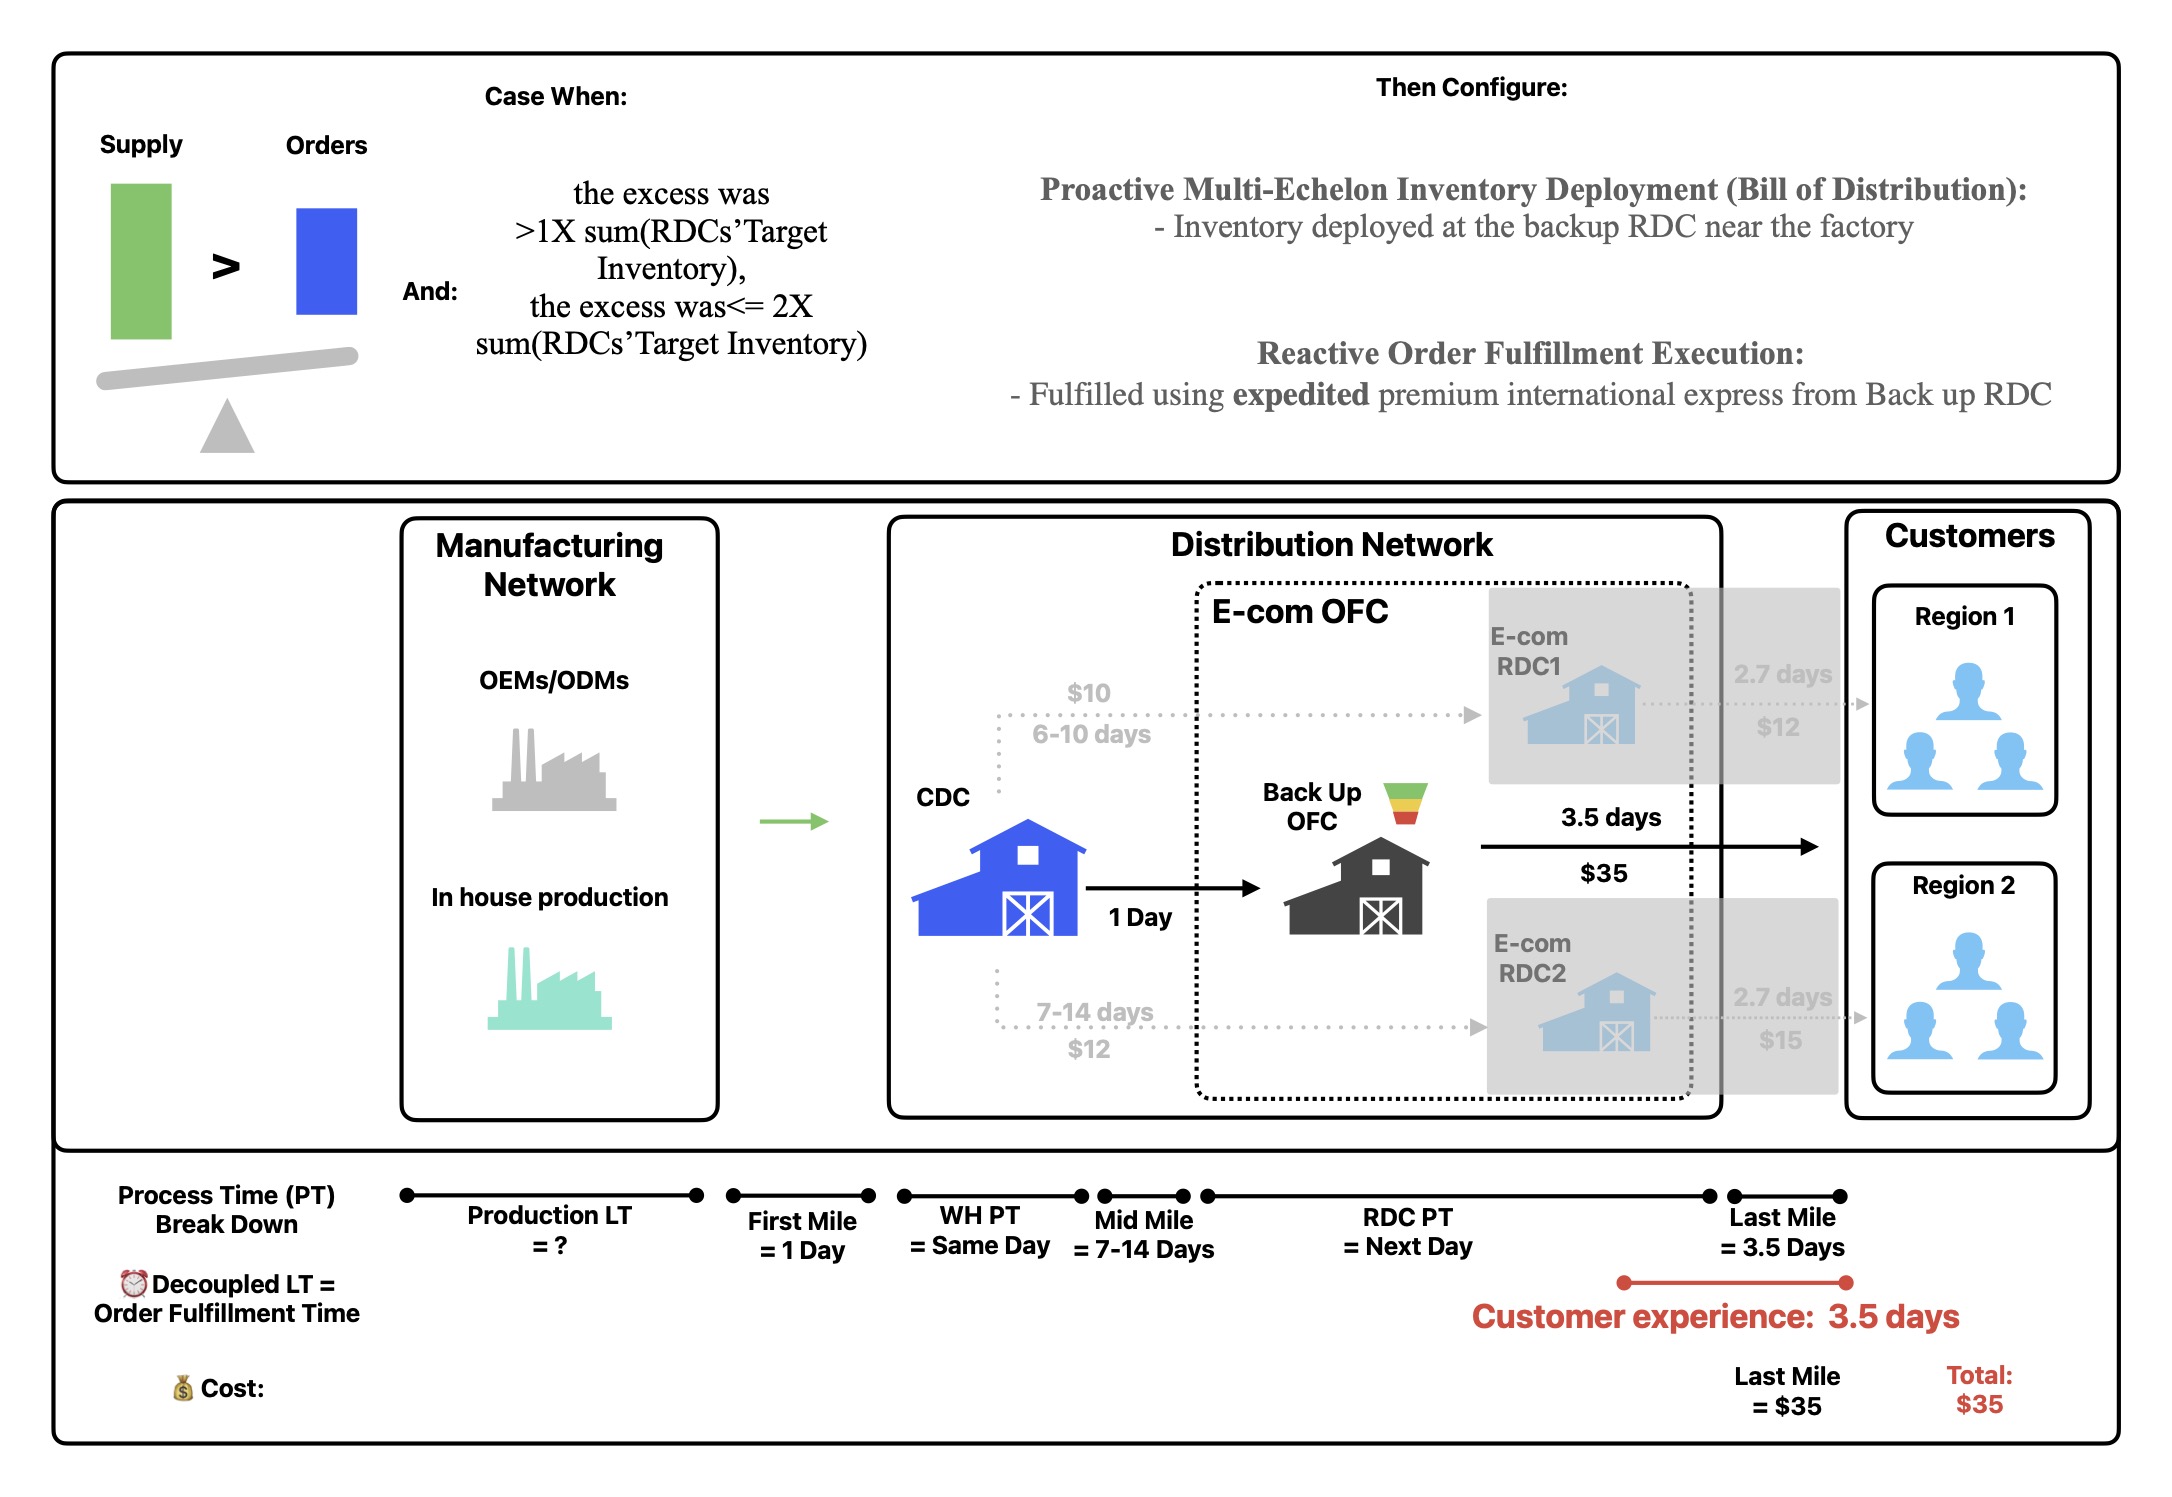 Case When:
Then Configure:
Supply
Orders
>
And:
the excess was
>1X sum(RDCs’Target
Inventory),
the excess was<= 2X
sum(RDCs’Target Inventory)
Proactive Multi-Echelon Inventory Deployment (Bill of Distribution):
- Inventory deployed at the backup RDC near the factory
Reactive Order Fulfillment Execution:
- Fulfilled using expedited premium international express from Back up RDC
Manufacturing
Network
OEMs/ODMs
In house production
Distribution Network
E-com OFC
E-com
RDC1
$10
6-10 days
2.7 days
$12
CDC
1 Day
Back Up
OFC
3.5 days
$35
E-com
RDC2
7-14 days
$12
2.7 days
$15
Customers
Region 1
Region 2
Process Time (PT)
Break Down
Production LT
= ?
First Mile
= 1 Day
WH PT
= Same Day
Mid Mile
= 7-14 Days
RDC PT
= Next Day
Last Mile
= 3.5 Days
⏰Decoupled LT =
Order Fulfillment Time
Customer experience: 3.5 days
💰 Cost:
Last Mile
= $35
Total:
$35